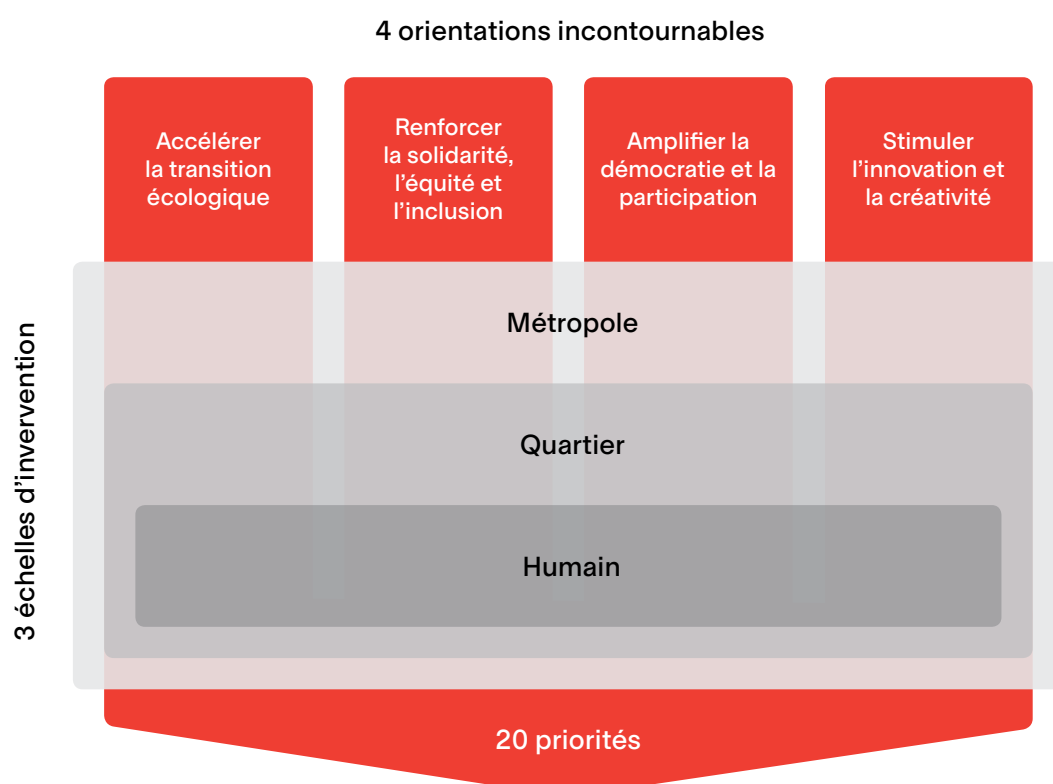 4 orientations incontournables
Accélérer
la transition
écologique
Renforcer
la solidarité,
l’équité et
l’inclusion
Amplifier la
démocratie et la
participation
Stimuler
l’innovation et
la créativité
3 échelles d’invervention
Métropole
Quartier
Humain
20 priorités